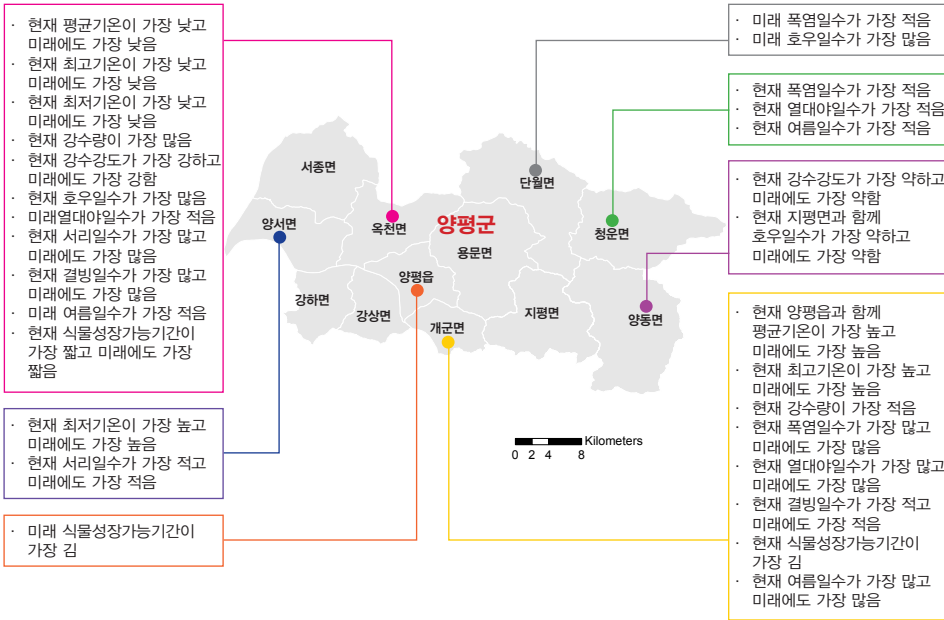 · 현재 평균기온이 가장 낮고
미래에도 가장 낮음
· 현재 최고기온이 가장 낮고
미래에도 가장 낮음
· 현재 최저기온이 가장 낮고
미래에도 가장 낮음
· 현재 강수량이 가장 많음
· 현재 강수강도가 가장 강하고
미래에도 가장 강함
· 현재 호우일수가 가장 많음
· 미래열대야일수가 가장 적음
· 현재 서리일수가 가장 많고
미래에도 가장 많음
· 현재 결빙일수가 가장 많고
미래에도 가장 많음
· 미래 여름일수가 가장 적음
· 현재 식물성장가능기간이
가장 짧고 미래에도 가장
짧음
· 현재 최저기온이 가장 높고
미래에도 가장 높음
· 현재 서리일수가 가장 적고
미래에도 가장 적음
· 미래 식물성장가능기간이
가장 김
서종면
양서면
옥천면
양평군
단월면
청운면
용문면
양평읍
강하면
강상면
개군면
지평면
양동면
Kilometers
0 2 4 8
· 미래 폭염일수가 가장 적음
· 미래 호우일수가 가장 많음
· 현재 폭염일수가 가장 적음
· 현재 열대야일수가 가장 적음
· 현재 여름일수가 가장 적음
· 현재 강수강도가 가장 약하고
미래에도 가장 약함
· 현재 지평면과 함께
호우일수가 가장 약하고
미래에도 가장 약함
· 현재 양평읍과 함께
평균기온이 가장 높고
미래에도 가장 높음
· 현재 최고기온이 가장 높고
미래에도 가장 높음
· 현재 강수량이 가장 적음
· 현재 폭염일수가 가장 많고
미래에도 가장 많음
· 현재 열대야일수가 가장 많고
미래에도 가장 많음
· 현재 결빙일수가 가장 적고
미래에도 가장 적음
· 현재 식물성장가능기간이
가장 김
· 현재 여름일수가 가장 많고
미래에도 가장 많음